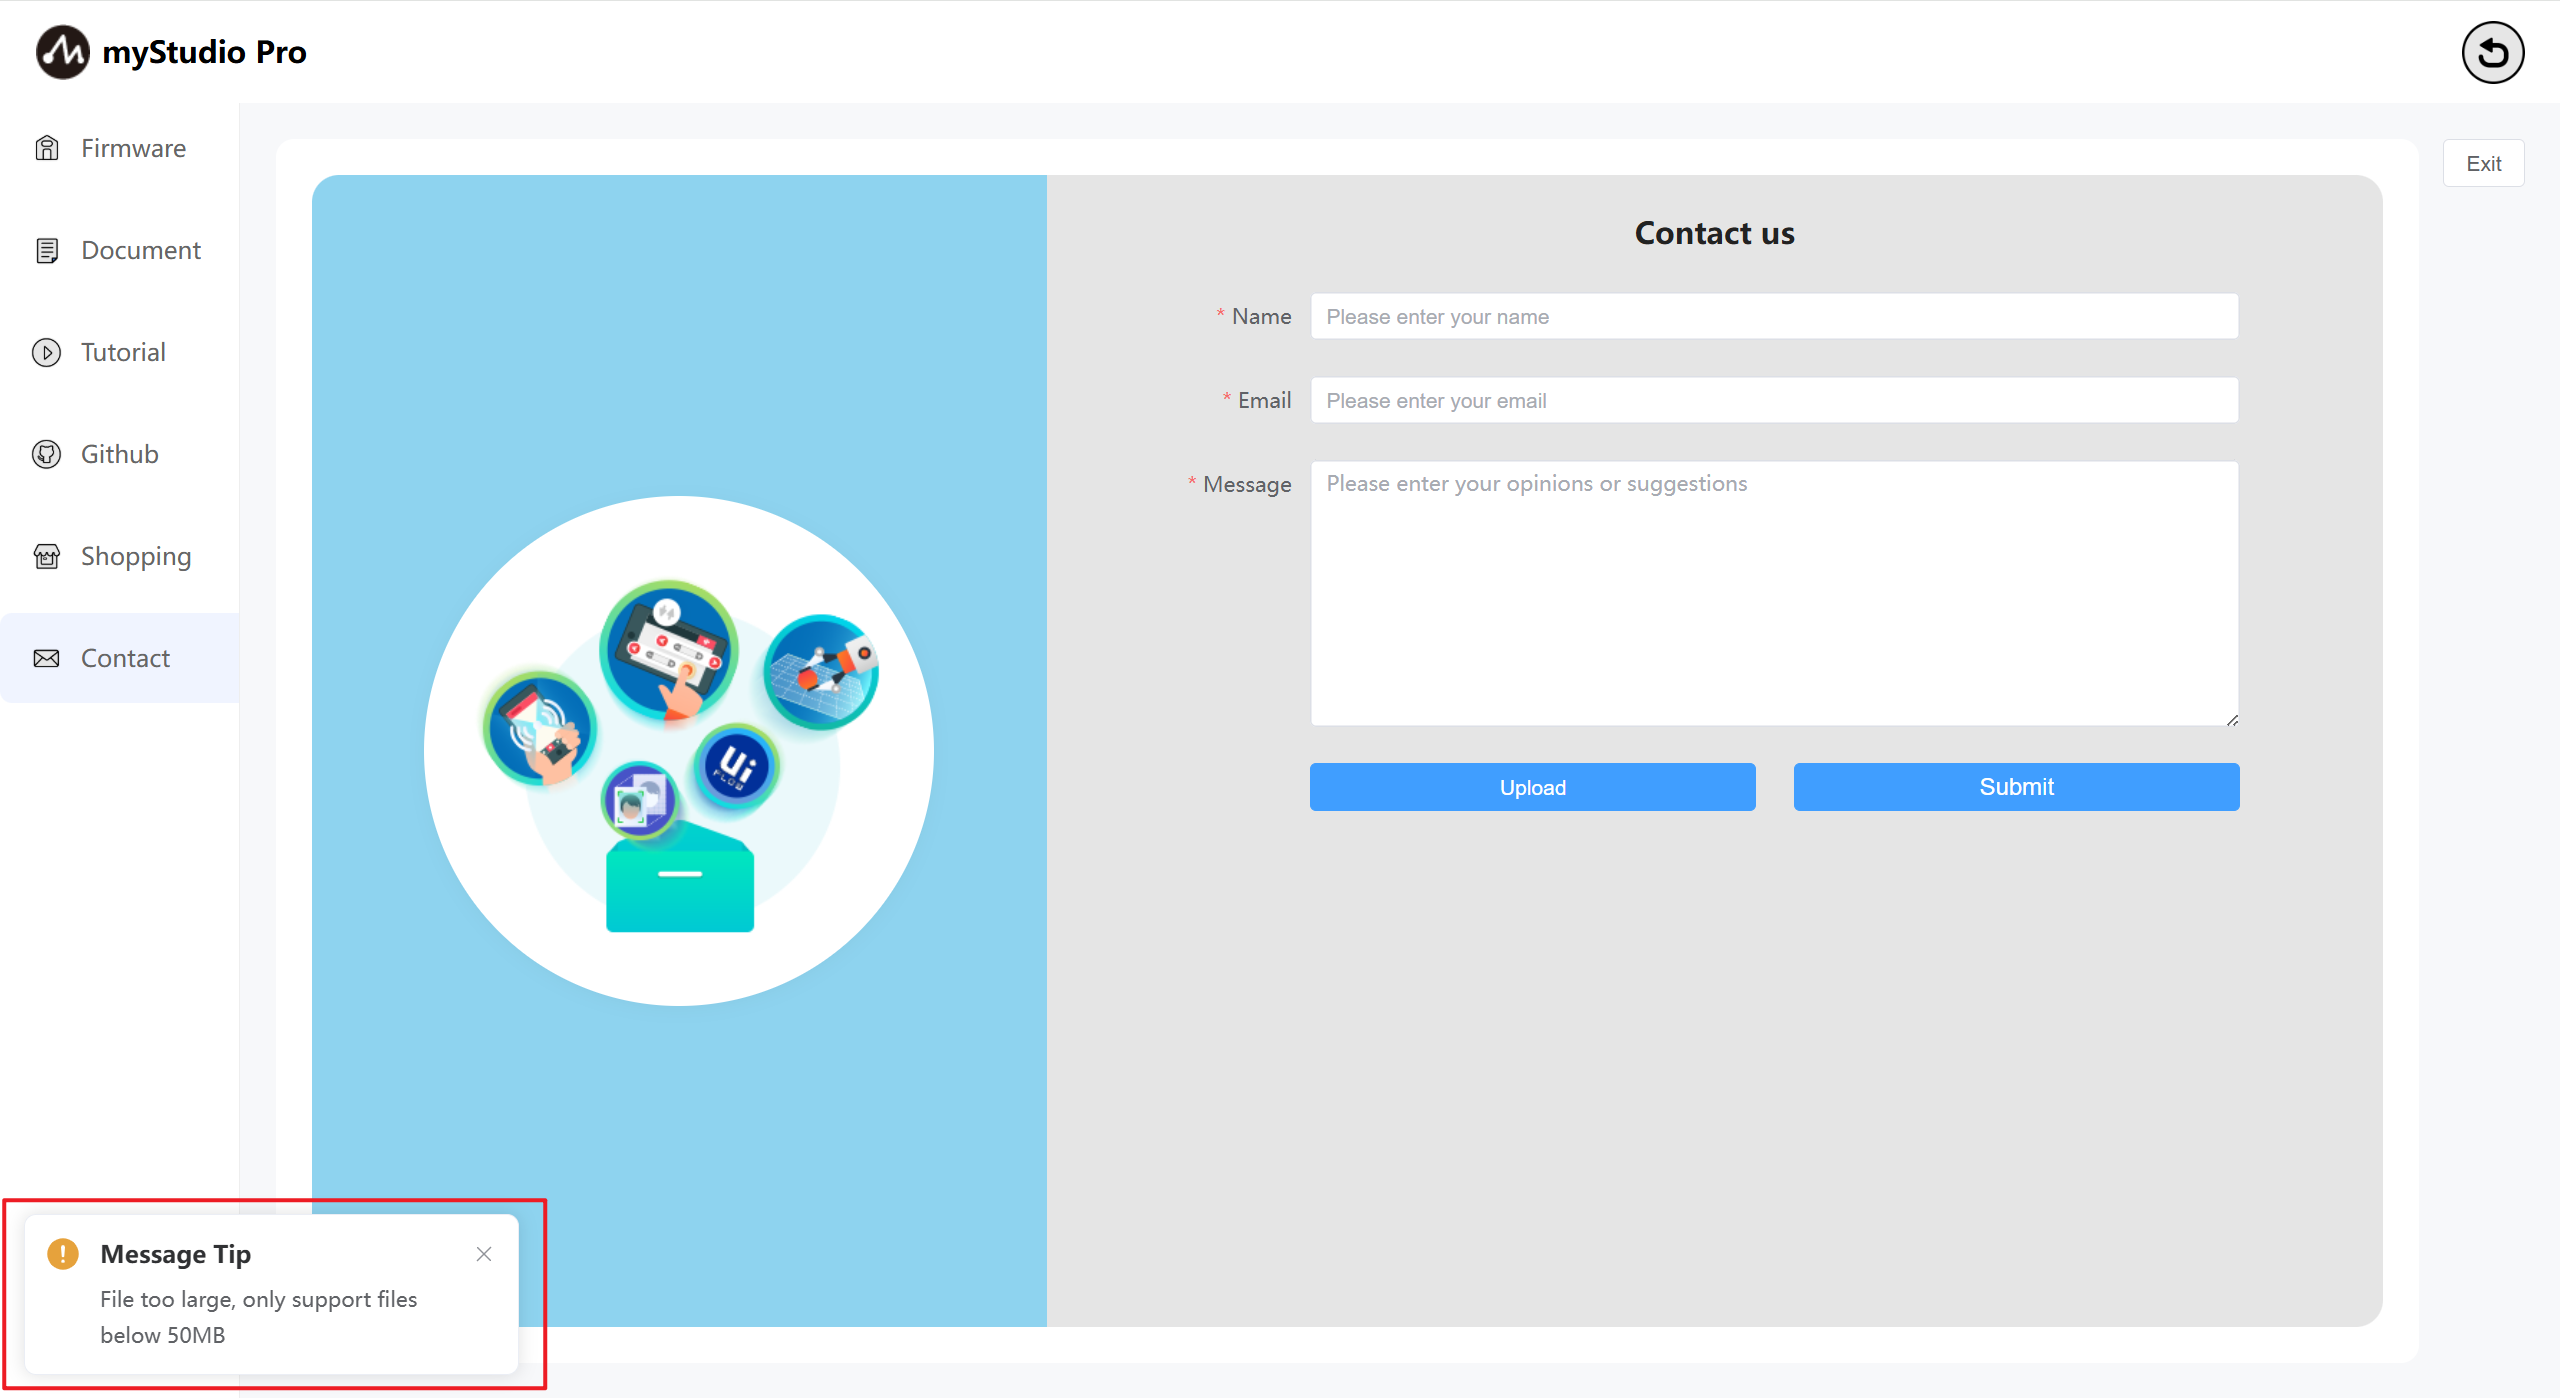 myStudio Pro
Firmware
Document
Tutorial
Github
Shopping
Contact
Exit
Contact us
* Name
Please enter your name
* Email
Please enter your email
* Message
Please enter your opinions or suggestions
Upload
Submit
Ui
FLOW
Message Tip
File too large, only support files
below 50MB